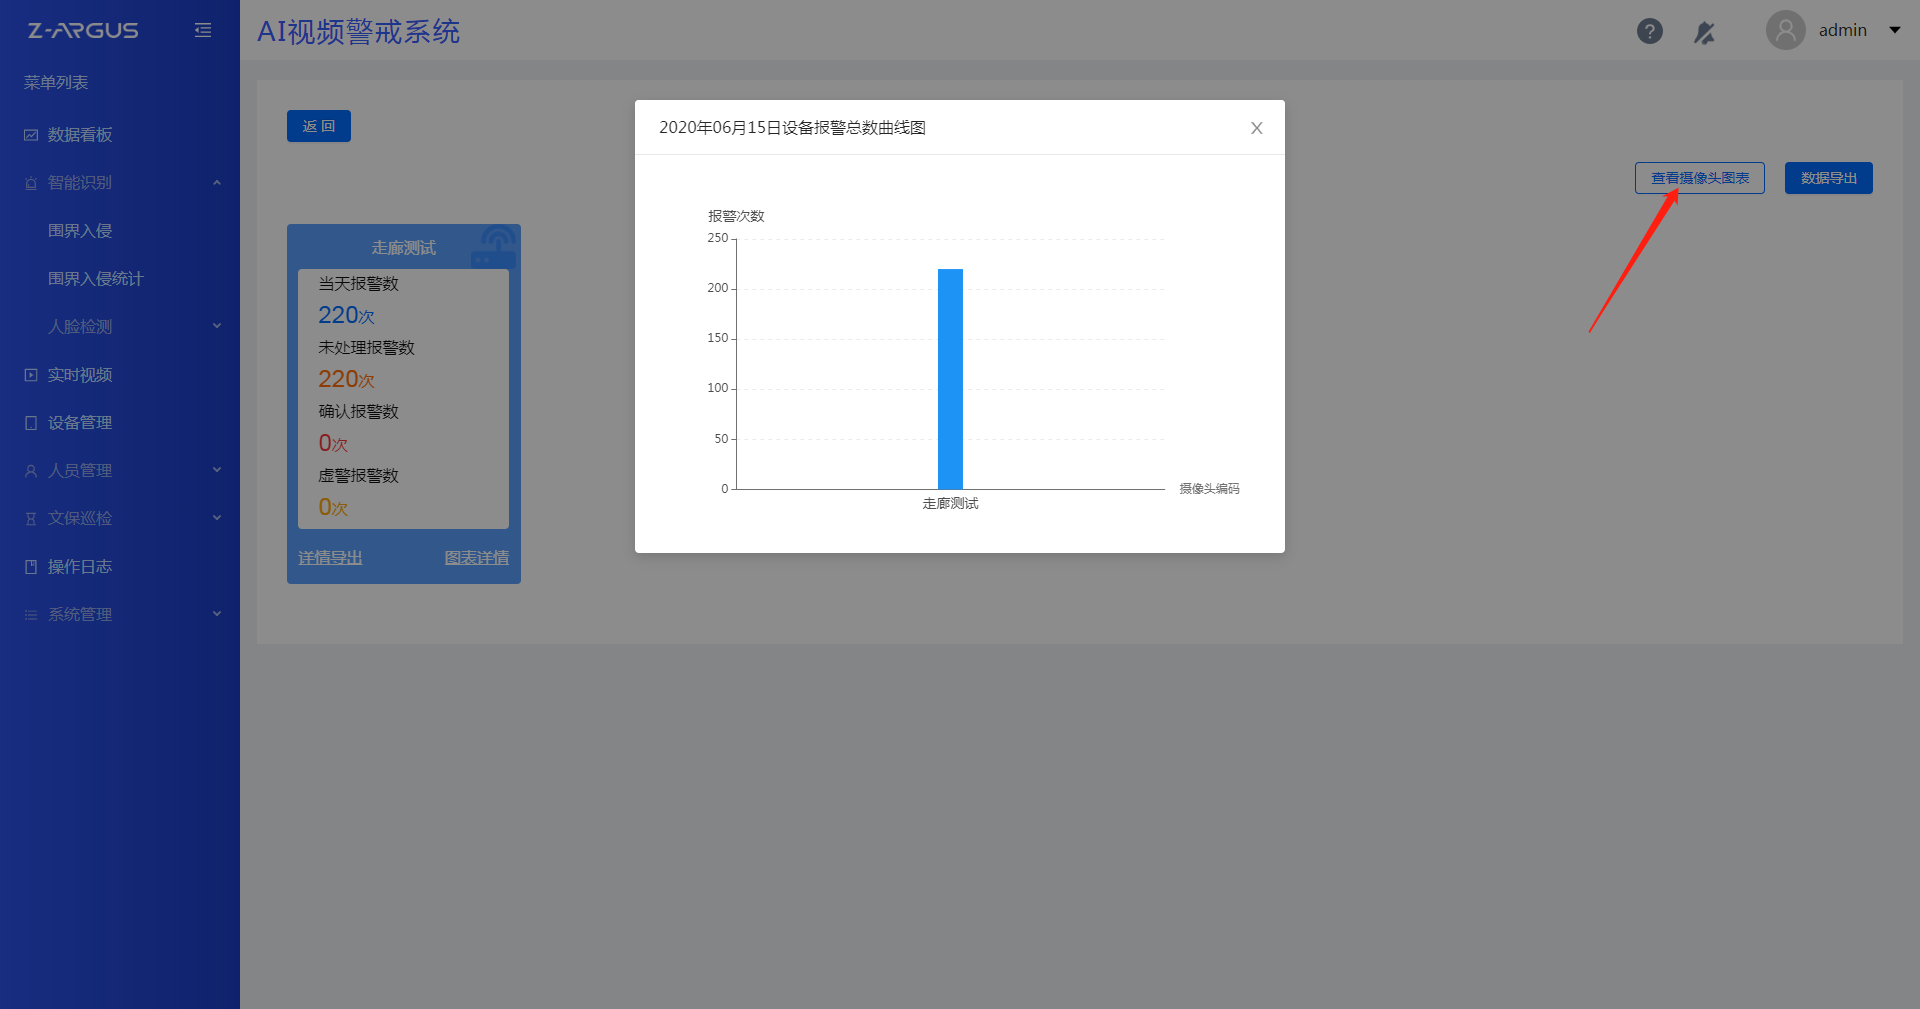 Z-ARGUS
AI视频警戒系统
?
admin
菜单列表
数据看板
智能识别
围界入侵
围界入侵统计
人脸检测
实时视频
设备管理
人员管理
文保巡检
操作日志
系统管理
返 回
查看摄像头图表
数据导出
走廊测试
当天报警数
220次
未处理报警数
220次
确认报警数
0次
虚警报警数
0次
详情导出
图表详情
2020年06月15日设备报警总数曲线图
报警次数
250
200
150
100
50
0
走廊测试
摄像头编码